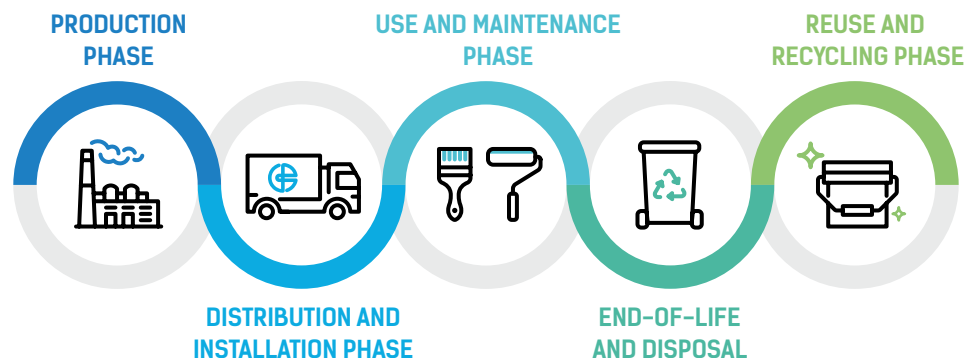 PRODUCTION
PHASE
USE AND MAINTENANCE
PHASE
REUSE AND
RECYCLING PHASE
DISTRIBUTION AND
INSTALLATION PHASE
END-OF-LIFE
AND DISPOSAL